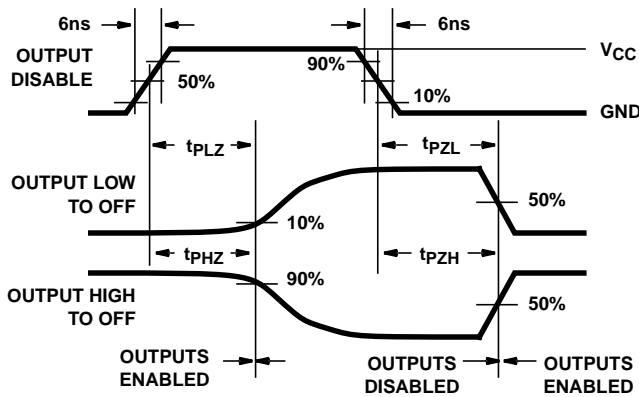 6ns
6ns
OUTPUT
DISABLE
50%
90%
10%
VCC
GND
tPLZ
tPZL
OUTPUT LOW
TO OFF
10%
50%
tPHZ
tPZH
90%
OUTPUT HIGH
TO OFF
50%
OUTPUTS
ENABLED
OUTPUTS
DISABLED
OUTPUTS
ENABLED